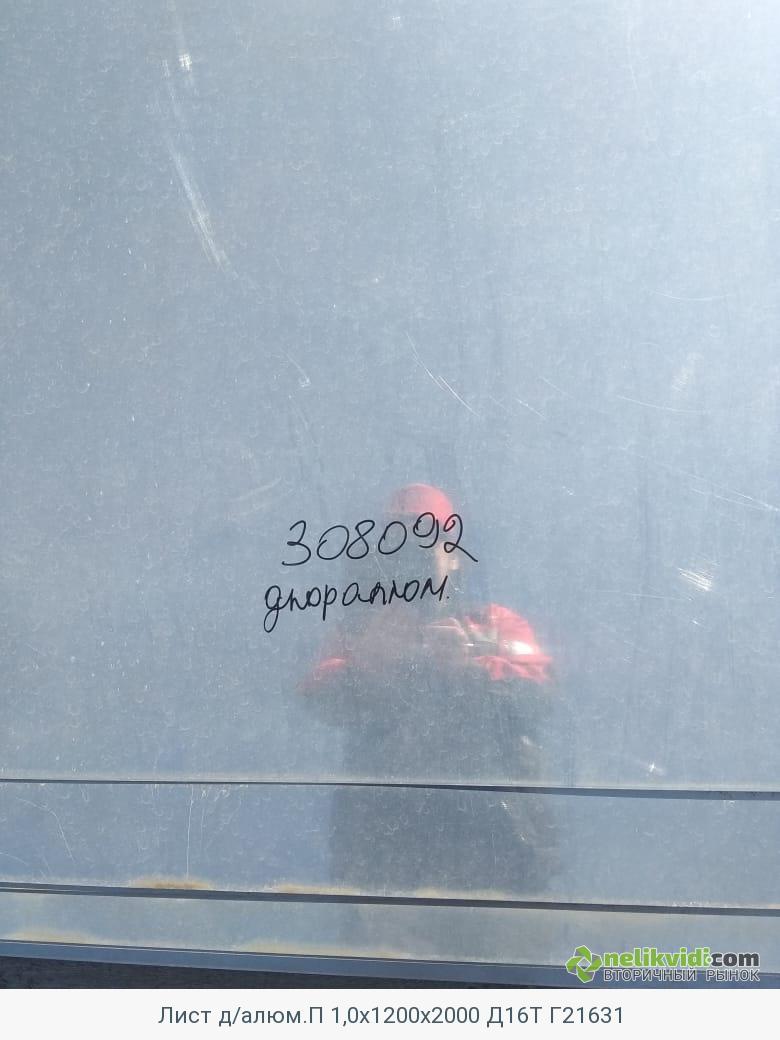 308092
дюралюм.
nelikvidi.com
ВТОРИЧНЫЙ РЫНОК
Лист д/алюм.П 1,0х1200х2000 Д16Т Г21631